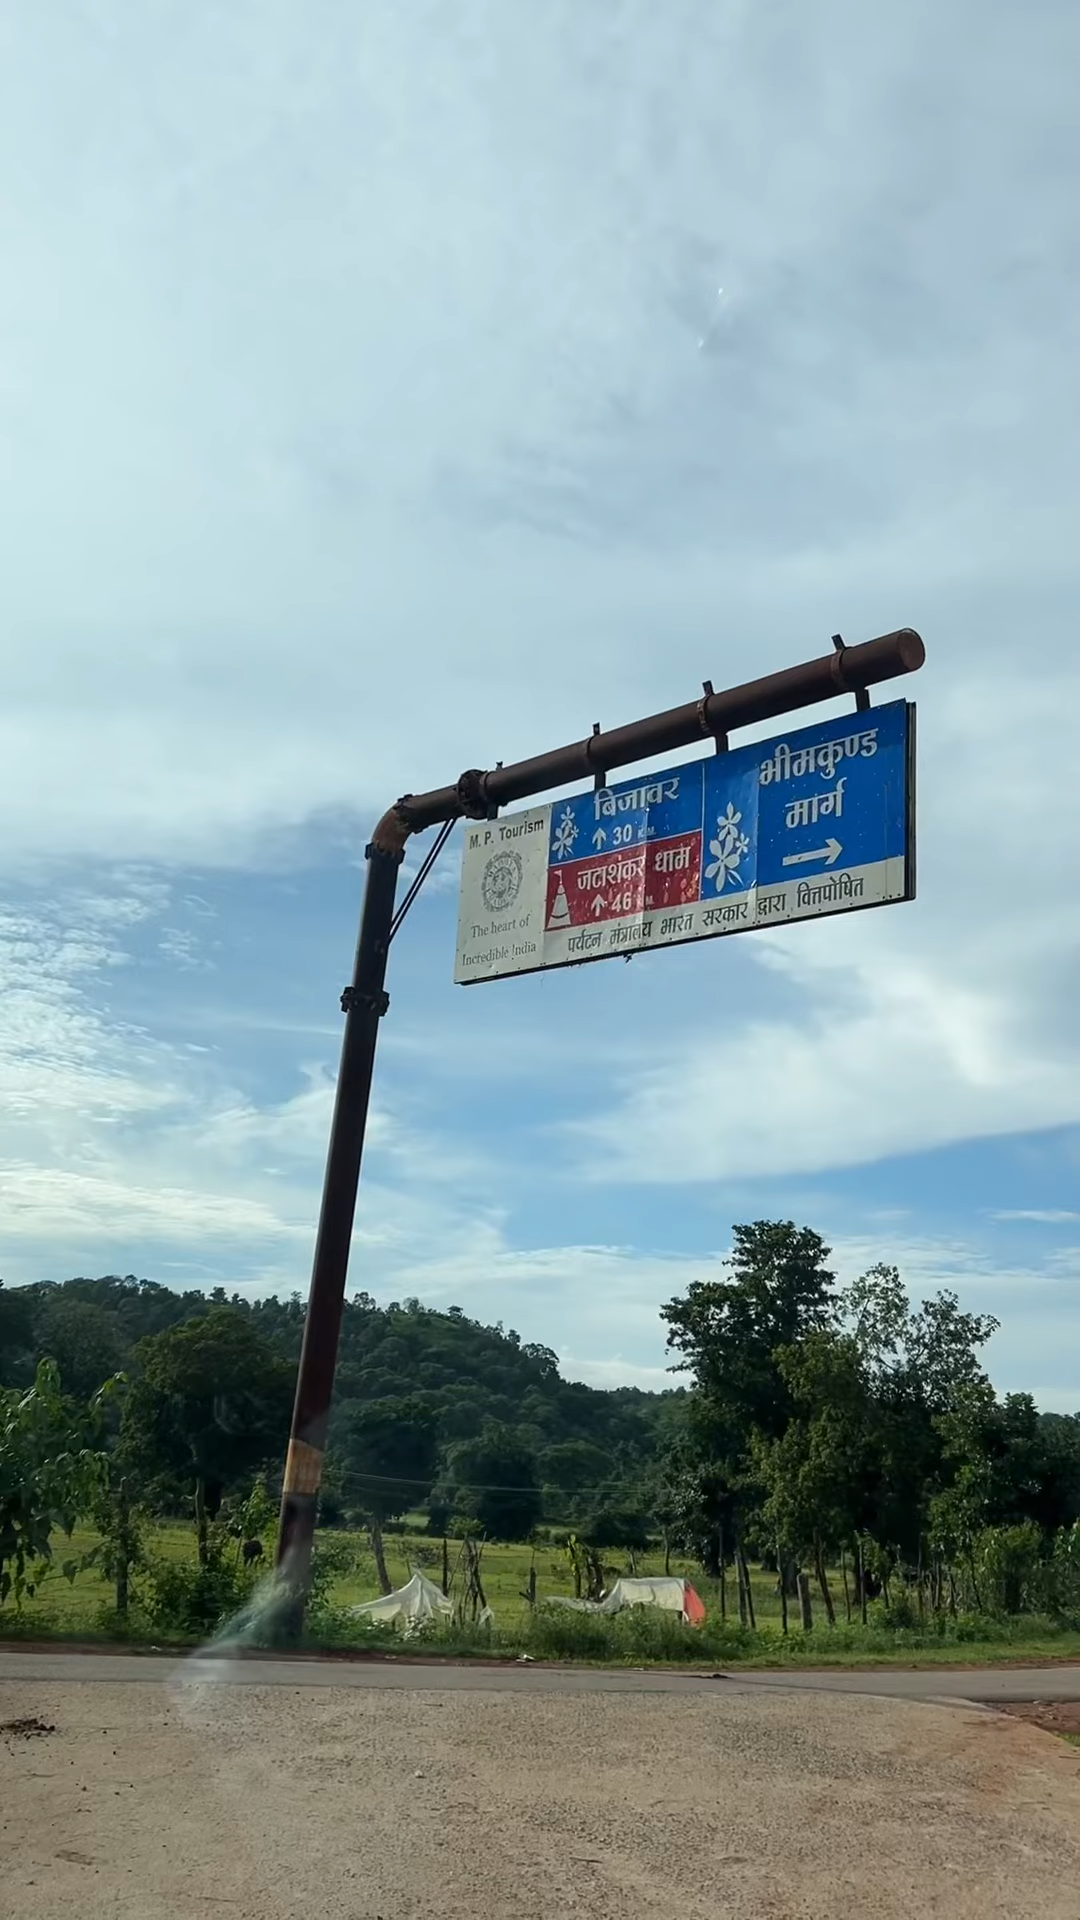 M. P. Tourism
The heart of
Incredible India
बिजावर
↑ 30 K.M.
जटाशंकर धाम
↑ 46 K.M.
भीमकुण्ड
मार्ग
→
पर्यटन मंत्रालय भारत सरकार द्वारा वित्तपोषित